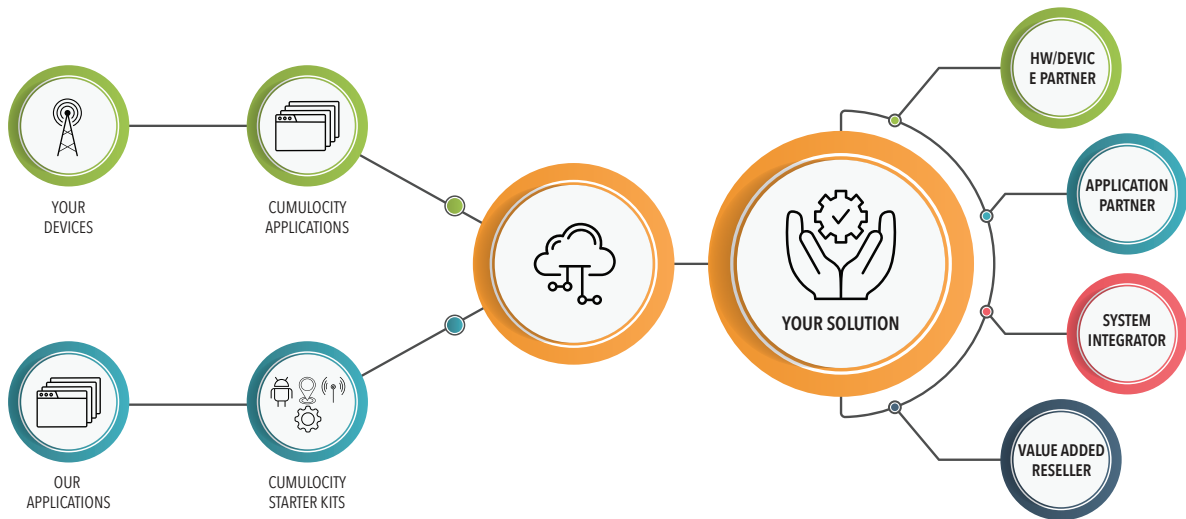 YOUR
DEVICES
CUMULOCITY
APPLICATIONS
OUR
APPLICATIONS
CUMULOCITY
STARTER KITS
YOUR SOLUTION
HW/DEVIC
E PARTNER
APPLICATION
PARTNER
SYSTEM
INTEGRATOR
VALUE ADDED
RESELLER